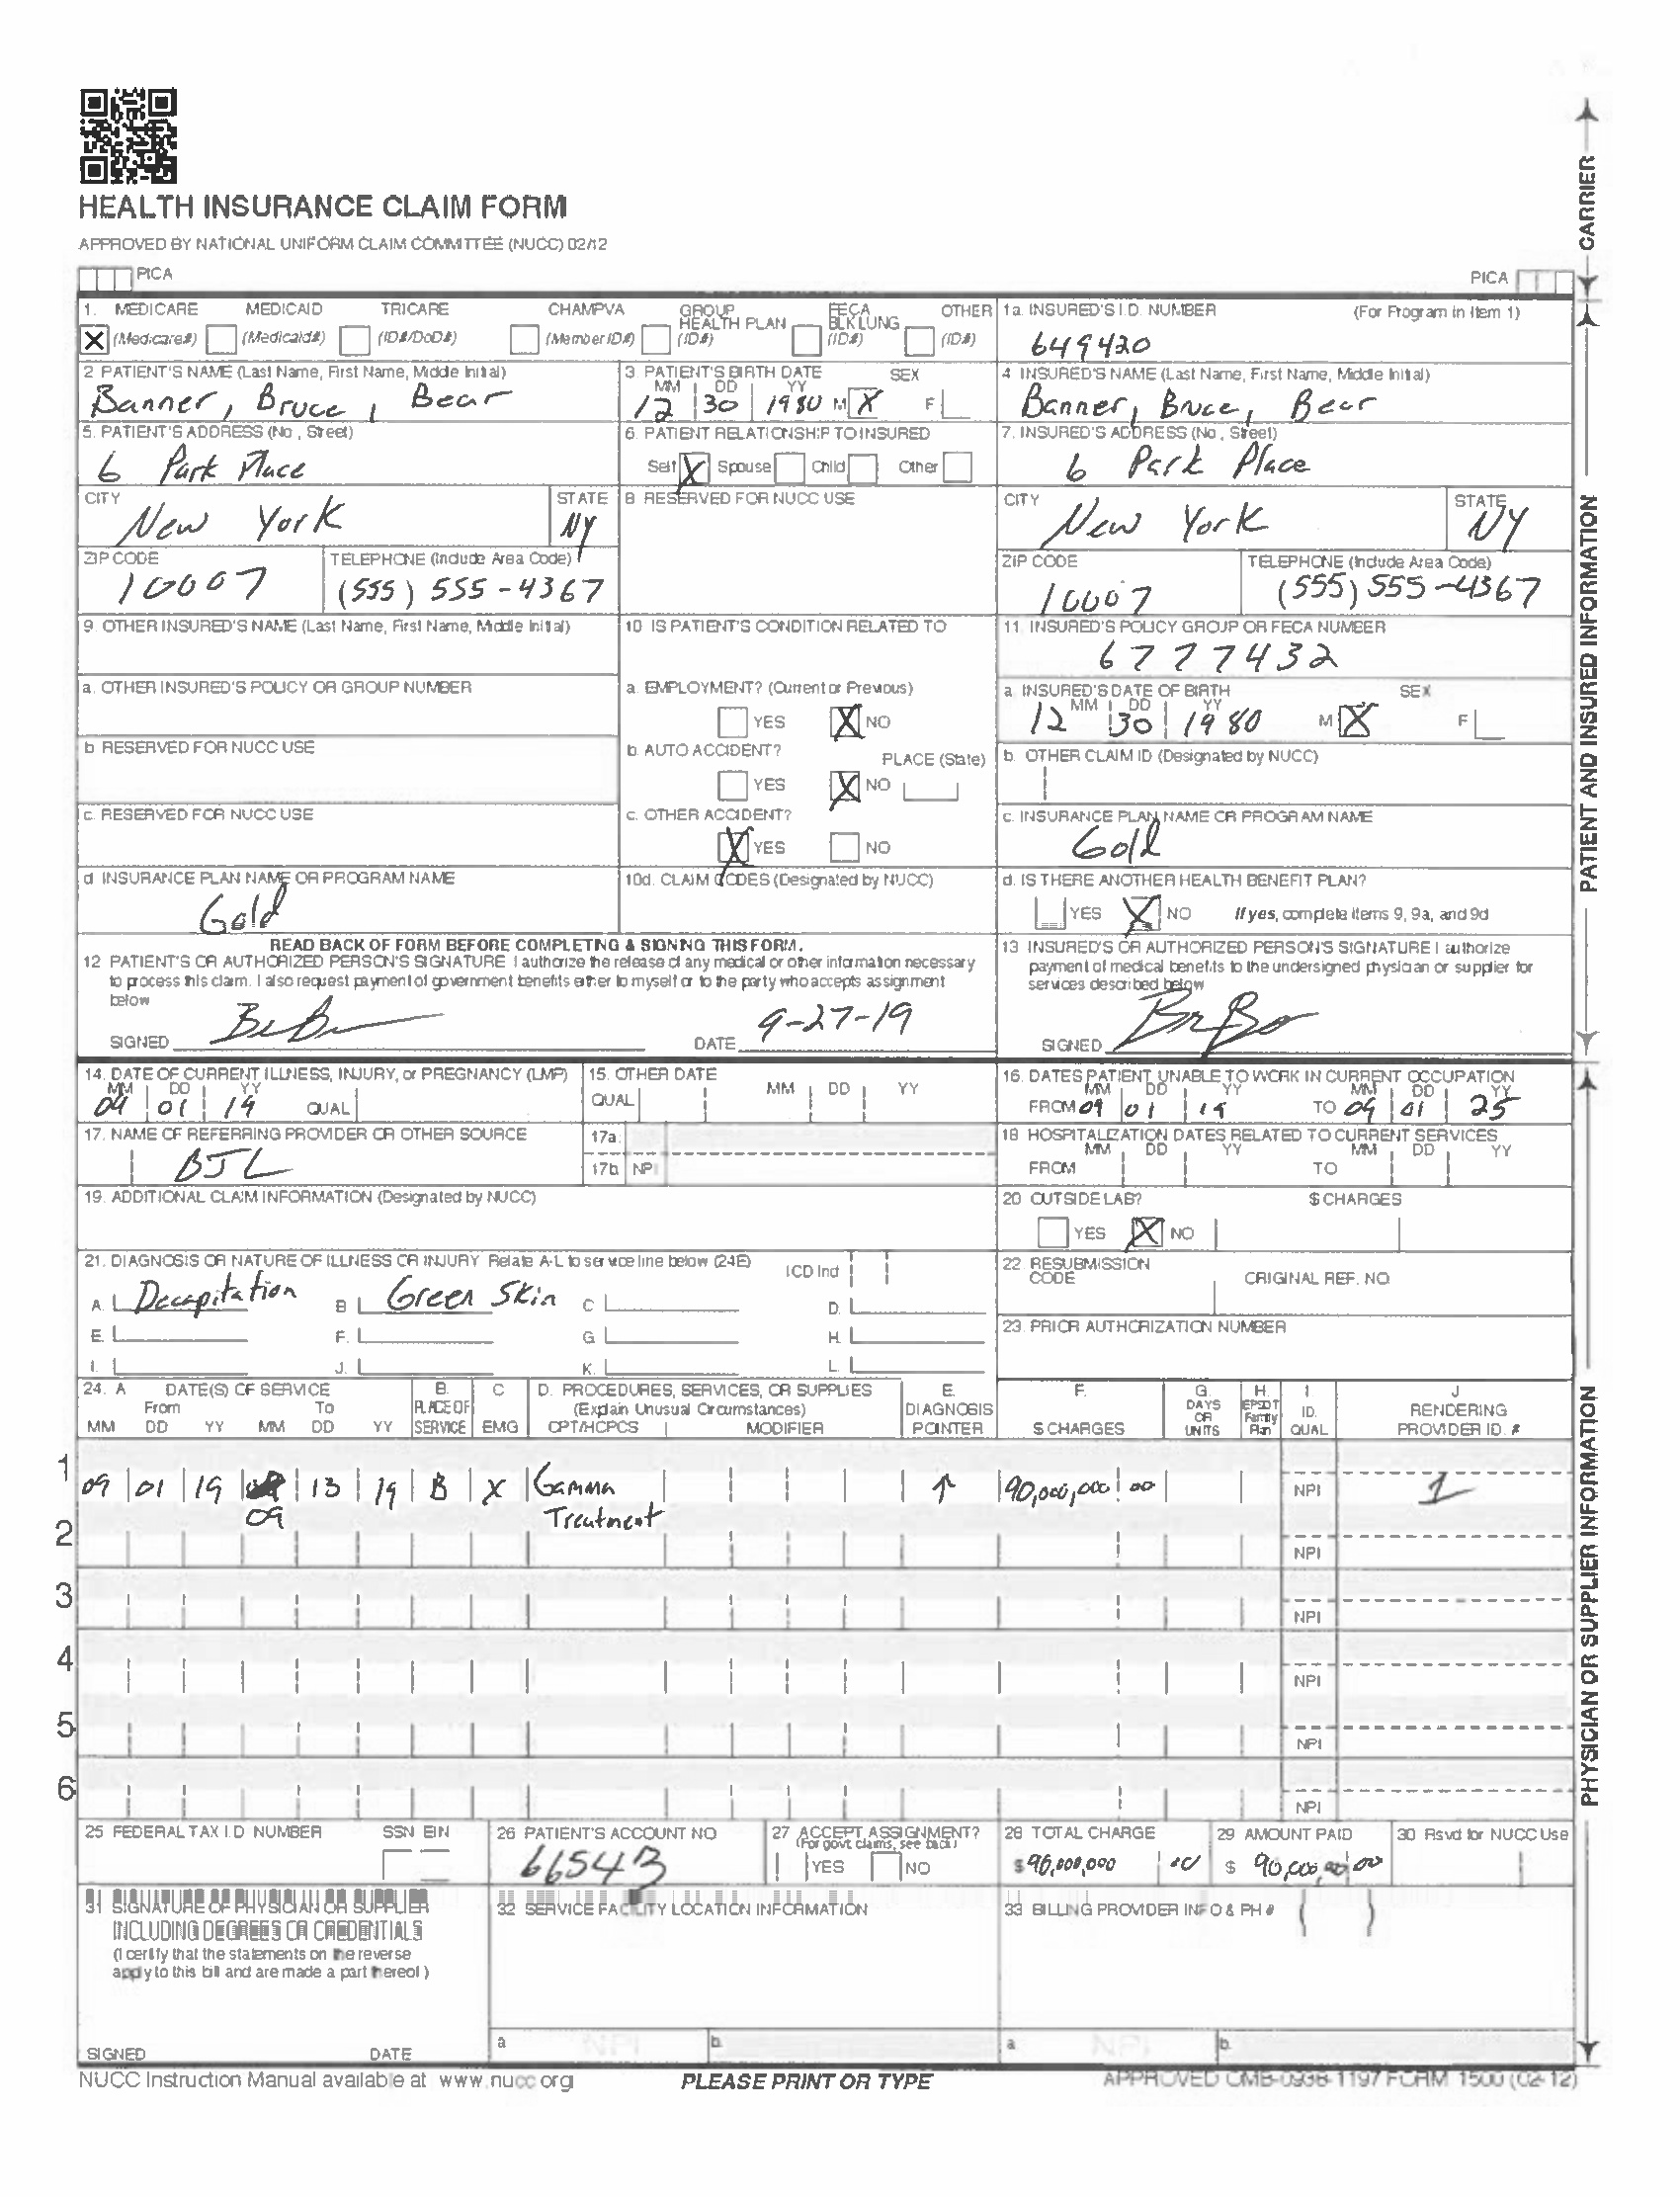 HEALTH INSURANCE CLAIM FORM
APPROVED BY NATIONAL UNIFORM CLAIM COMMITTEE (NUCC) 02/12
PICA
PICA
CARRIER
1. MEDICARE MEDICAID TRICARE CHAMPVA GROUP HEALTH PLAN FECA BLK LUNG OTHER
X (Medicare#) (Medicaid#) (ID#/DoD#) (Member ID#) (ID#) (ID#) (ID#)
1a. INSURED'S I.D. NUMBER (For Program in Item 1)
649420
2. PATIENT'S NAME (Last Name, First Name, Middle Initial)
Banner, Bruce, Bear
3. PATIENT'S BIRTH DATE SEX
MM DD YY
12 30 1980 M X F
4. INSURED'S NAME (Last Name, First Name, Middle Initial)
Banner, Bruce, Bear
5. PATIENT'S ADDRESS (No., Street)
6 Park Place
6. PATIENT RELATIONSHIP TO INSURED
Self X Spouse Child Other
7. INSURED'S ADDRESS (No., Street)
6 Park Place
CITY STATE
New York NY
8. RESERVED FOR NUCC USE
CITY STATE
New York NY
ZIP CODE TELEPHONE (Include Area Code)
10007 (555) 555-4367
ZIP CODE TELEPHONE (Include Area Code)
10007 (555) 555-4367
9. OTHER INSURED'S NAME (Last Name, First Name, Middle Initial)
10. IS PATIENT'S CONDITION RELATED TO
11. INSURED'S POLICY GROUP OR FECA NUMBER
6777432
a. OTHER INSURED'S POLICY OR GROUP NUMBER
a. EMPLOYMENT? (Current or Previous)
YES X NO
a. INSURED'S DATE OF BIRTH SEX
MM DD YY
12 30 1980 M X F
b. RESERVED FOR NUCC USE
b. AUTO ACCIDENT? PLACE (State)
YES X NO
b. OTHER CLAIM ID (Designated by NUCC)
c. RESERVED FOR NUCC USE
c. OTHER ACCIDENT?
X YES NO
c. INSURANCE PLAN NAME OR PROGRAM NAME
Gold
d. INSURANCE PLAN NAME OR PROGRAM NAME
Gold
10d. CLAIM CODES (Designated by NUCC)
d. IS THERE ANOTHER HEALTH BENEFIT PLAN?
YES X NO If yes, complete items 9, 9a, and 9d
PATIENT AND INSURED INFORMATION
READ BACK OF FORM BEFORE COMPLETING & SIGNING THIS FORM.
12. PATIENT'S OR AUTHORIZED PERSON'S SIGNATURE I authorize the release of any medical or other information necessary
to process this claim. I also request payment of government benefits either to myself or to the party who accepts assignment
below
SIGNED DATE 9-27-19
13. INSURED'S OR AUTHORIZED PERSON'S SIGNATURE I authorize
payment of medical benefits to the undersigned physician or supplier for
services described below
SIGNED
14. DATE OF CURRENT ILLNESS, INJURY, or PREGNANCY (LMP)
MM DD YY
09 01 19 QUAL
15. OTHER DATE
QUAL MM DD YY
16. DATES PATIENT UNABLE TO WORK IN CURRENT OCCUPATION
MM DD YY MM DD YY
FROM 09 01 19 TO 09 01 25
17. NAME OF REFERRING PROVIDER OR OTHER SOURCE
BJL
17a.
17b. NPI
18. HOSPITALIZATION DATES RELATED TO CURRENT SERVICES
MM DD YY MM DD YY
FROM TO
19. ADDITIONAL CLAIM INFORMATION (Designated by NUCC)
20. OUTSIDE LAB? $ CHARGES
YES X NO
21. DIAGNOSIS OR NATURE OF ILLNESS OR INJURY Relate A-L to service line below (24E) ICD Ind
A. Decapitation B. Green Skin C. D.
E. F. G. H.
I. J. K. L.
22. RESUBMISSION CODE ORIGINAL REF. NO
23. PRIOR AUTHORIZATION NUMBER
24. A DATE(S) OF SERVICE B. C D. PROCEDURES, SERVICES, OR SUPPLIES E. F. G. H. I J
From To PLACE OF (Explain Unusual Circumstances) DIAGNOSIS DAYS OR EPSDT Family ID. RENDERING
MM DD YY MM DD YY SERVICE EMG CPT/HCPCS MODIFIER POINTER $ CHARGES UNITS Plan QUAL PROVIDER ID. #
1
09 01 19 09 13 19 B X Gamma Treatment ↑ 90,000,000 00 NPI 1
2
NPI
3
NPI
4
NPI
5
NPI
6
NPI
25 FEDERAL TAX I.D NUMBER SSN EIN
26 PATIENT'S ACCOUNT NO
66543
27 ACCEPT ASSIGNMENT?
(For govt claims, see back)
YES NO
28 TOTAL CHARGE
$ 90,000,000 00
29 AMOUNT PAID
$ 90,000,000 00
30 Rsvd for NUCC Use
31 SIGNATURE OF PHYSICIAN OR SUPPLIER
INCLUDING DEGREES OR CREDENTIALS
(I certify that the statements on the reverse
apply to this bill and are made a part thereof)
SIGNED DATE
32 SERVICE FACILITY LOCATION INFORMATION
a NPI b.
33 BILLING PROVIDER INFO & PH # ( )
a. NPI b.
PHYSICIAN OR SUPPLIER INFORMATION
NUCC Instruction Manual available at www.nucc.org
PLEASE PRINT OR TYPE
APPROVED OMB-0938-1197 FORM 1500 (02-12)